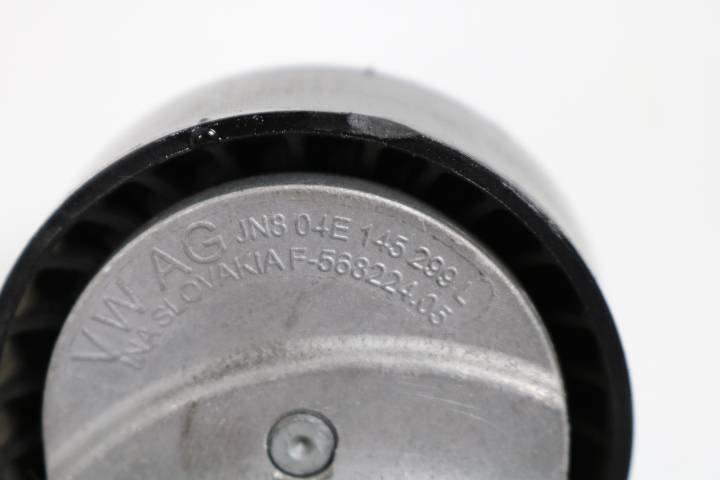 VW AG JN8 04E 145 299 L
INA SLOVAKIA F-568224.05